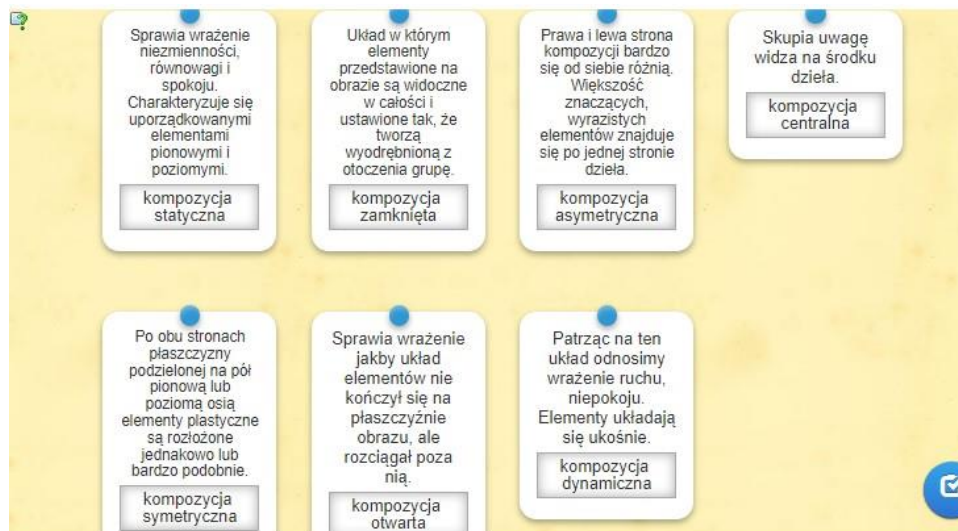 Sprawia wrażenie
niezmienności,
równowagi i
spokoju.
Charakteryzuje się
uporządkowanymi
elementami
pionowymi i
poziomymi.
kompozycja
statyczna
Układ w którym
elementy
przedstawione na
obrazie są widoczne
w całości i
ustawione tak, że
tworzą
wyodrębnioną z
otoczenia grupę.
kompozycja
zamknięta
Prawa i lewa strona
kompozycji bardzo
się od siebie różnią.
Większość
znaczących,
wyrazistych
elementów znajduje
się po jednej stronie
dzieła.
kompozycja
asymetryczna
Skupia uwagę
widza na środku
dzieła.
kompozycja
centralna
Po obu stronach
płaszczyzny
podzielonej na pół
pionową lub
poziomą osią
elementy plastyczne
są rozłożone
jednakowo lub
bardzo podobnie.
kompozycja
symetryczna
Sprawia wrażenie
jakby układ
elementów nie
kończył się na
płaszczyźnie
obrazu, ale
rozciągał poza
nią.
kompozycja
otwarta
Patrząc na ten
układ odnosimy
wrażenie ruchu,
niepokoju.
Elementy układają
się ukośnie.
kompozycja
dynamiczna